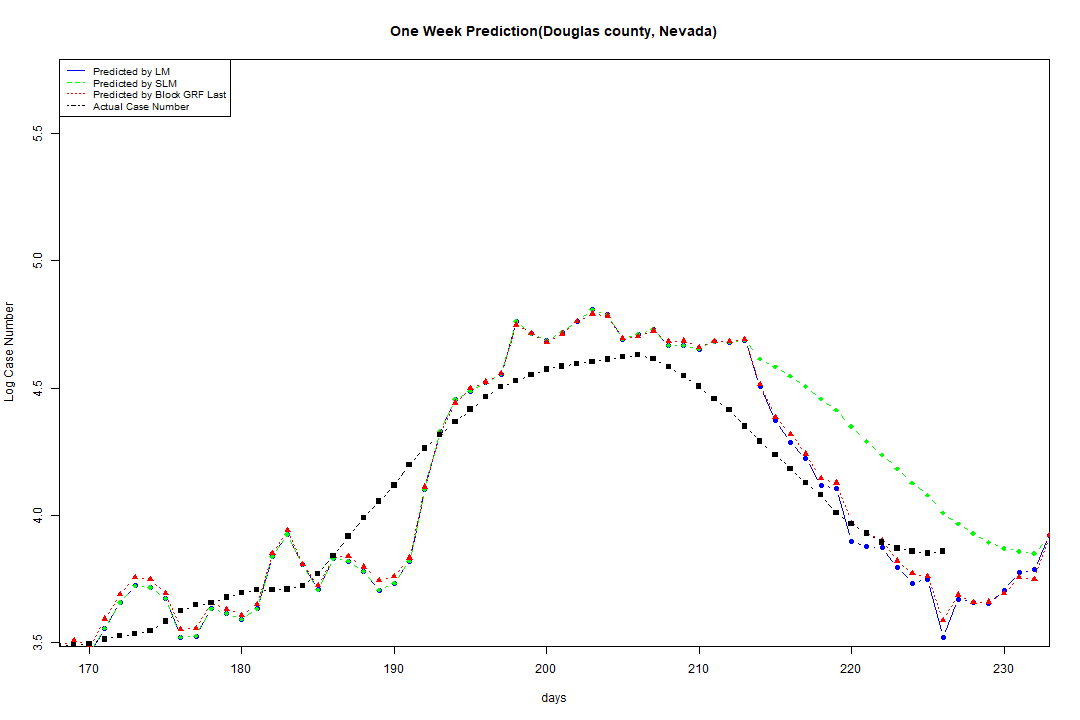 One Week Prediction(Douglas county, Nevada)
Predicted by LM
Predicted by SLM
Predicted by Block GRF Last
Actual Case Number
Log Case Number
5.5
5.0
4.5
4.0
3.5
170 180 190 200 210 220 230
days